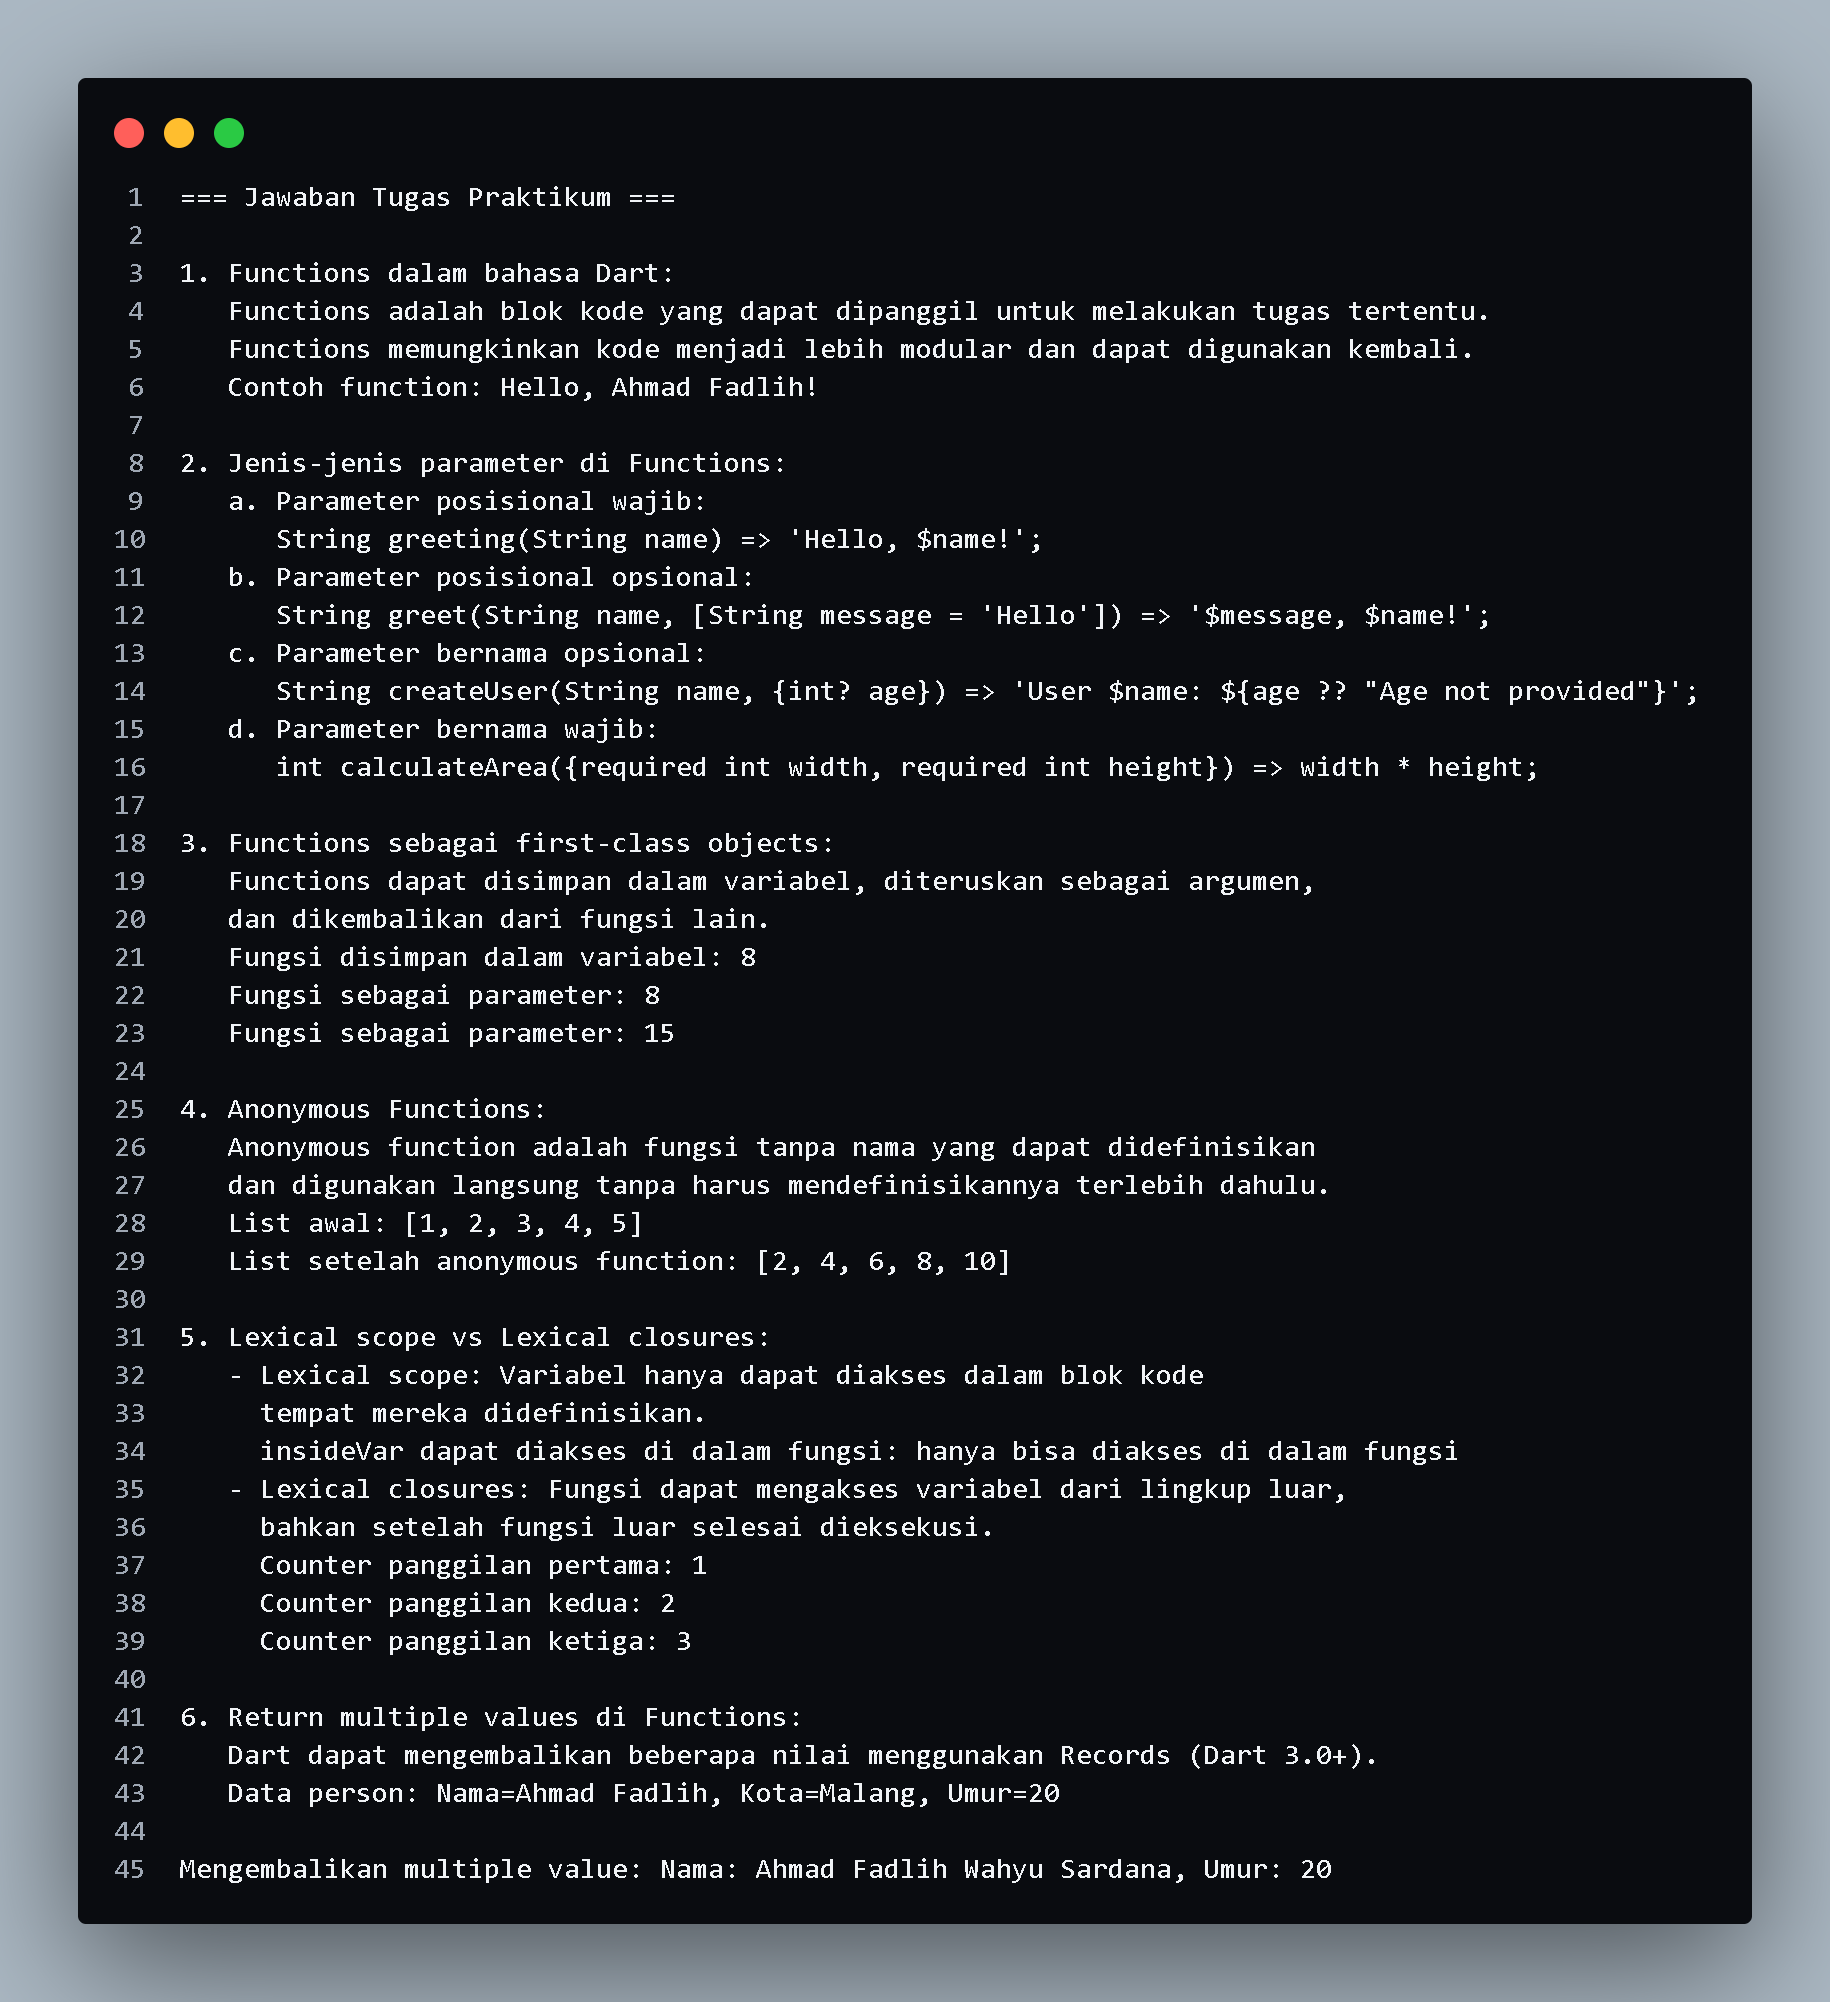 1 === Jawaban Tugas Praktikum ===
2
3 1. Functions dalam bahasa Dart:
4    Functions adalah blok kode yang dapat dipanggil untuk melakukan tugas tertentu.
5    Functions memungkinkan kode menjadi lebih modular dan dapat digunakan kembali.
6    Contoh function: Hello, Ahmad Fadlih!
7
8 2. Jenis-jenis parameter di Functions:
9    a. Parameter posisional wajib:
10       String greeting(String name) => 'Hello, $name!';
11    b. Parameter posisional opsional:
12       String greet(String name, [String message = 'Hello']) => '$message, $name!';
13    c. Parameter bernama opsional:
14       String createUser(String name, {int? age}) => 'User $name: ${age ?? "Age not provided"}';
15    d. Parameter bernama wajib:
16       int calculateArea({required int width, required int height}) => width * height;
17
18 3. Functions sebagai first-class objects:
19    Functions dapat disimpan dalam variabel, diteruskan sebagai argumen,
20    dan dikembalikan dari fungsi lain.
21    Fungsi disimpan dalam variabel: 8
22    Fungsi sebagai parameter: 8
23    Fungsi sebagai parameter: 15
24
25 4. Anonymous Functions:
26    Anonymous function adalah fungsi tanpa nama yang dapat didefinisikan
27    dan digunakan langsung tanpa harus mendefinisikannya terlebih dahulu.
28    List awal: [1, 2, 3, 4, 5]
29    List setelah anonymous function: [2, 4, 6, 8, 10]
30
31 5. Lexical scope vs Lexical closures:
32    - Lexical scope: Variabel hanya dapat diakses dalam blok kode
33      tempat mereka didefinisikan.
34      insideVar dapat diakses di dalam fungsi: hanya bisa diakses di dalam fungsi
35    - Lexical closures: Fungsi dapat mengakses variabel dari lingkup luar,
36      bahkan setelah fungsi luar selesai dieksekusi.
37      Counter panggilan pertama: 1
38      Counter panggilan kedua: 2
39      Counter panggilan ketiga: 3
40
41 6. Return multiple values di Functions:
42    Dart dapat mengembalikan beberapa nilai menggunakan Records (Dart 3.0+).
43    Data person: Nama=Ahmad Fadlih, Kota=Malang, Umur=20
44
45 Mengembalikan multiple value: Nama: Ahmad Fadlih Wahyu Sardana, Umur: 20